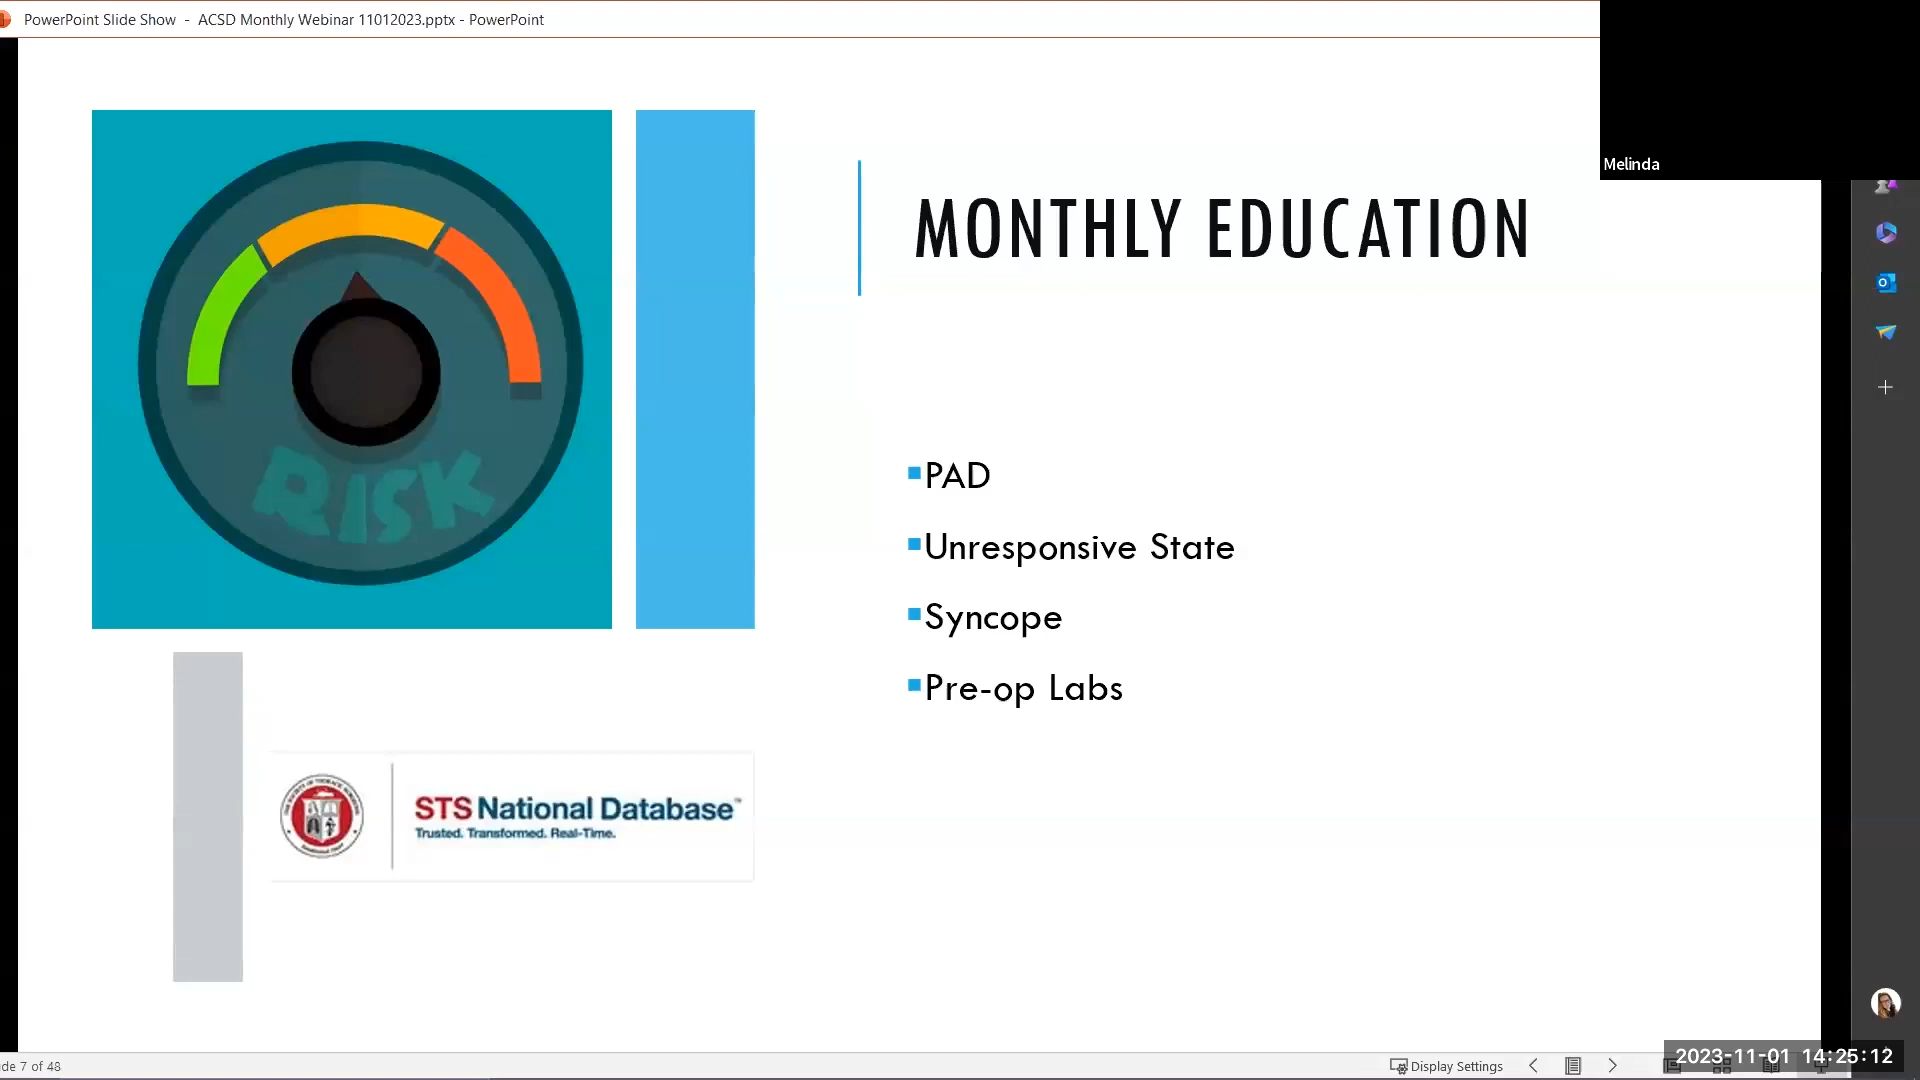 PowerPoint Slide Show - ACSD Monthly Webinar 11012023.pptx - PowerPoint
Melinda
MONTHLY EDUCATION
RISK
PAD
Unresponsive State
Syncope
Pre-op Labs
STS National Database™
Trusted. Transformed. Real-Time.
de 7 of 48
Display Settings
2023-11-01 14:25:12